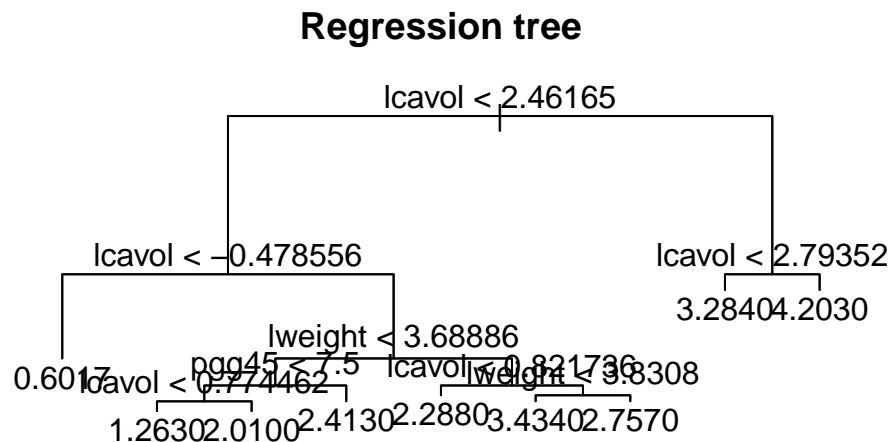 Regression tree
lcavol < 2.46165
lcavol < −0.478556
lcavol < 2.79352
3.2840
4.2030
lweight < 3.68886
pgg45 < 7.5
lcavol < 0.821736
0.6017
lcavol < 0.774462
lweight < 3.8308
1.2630
2.0100
2.4130
2.2880
3.4340
2.7570